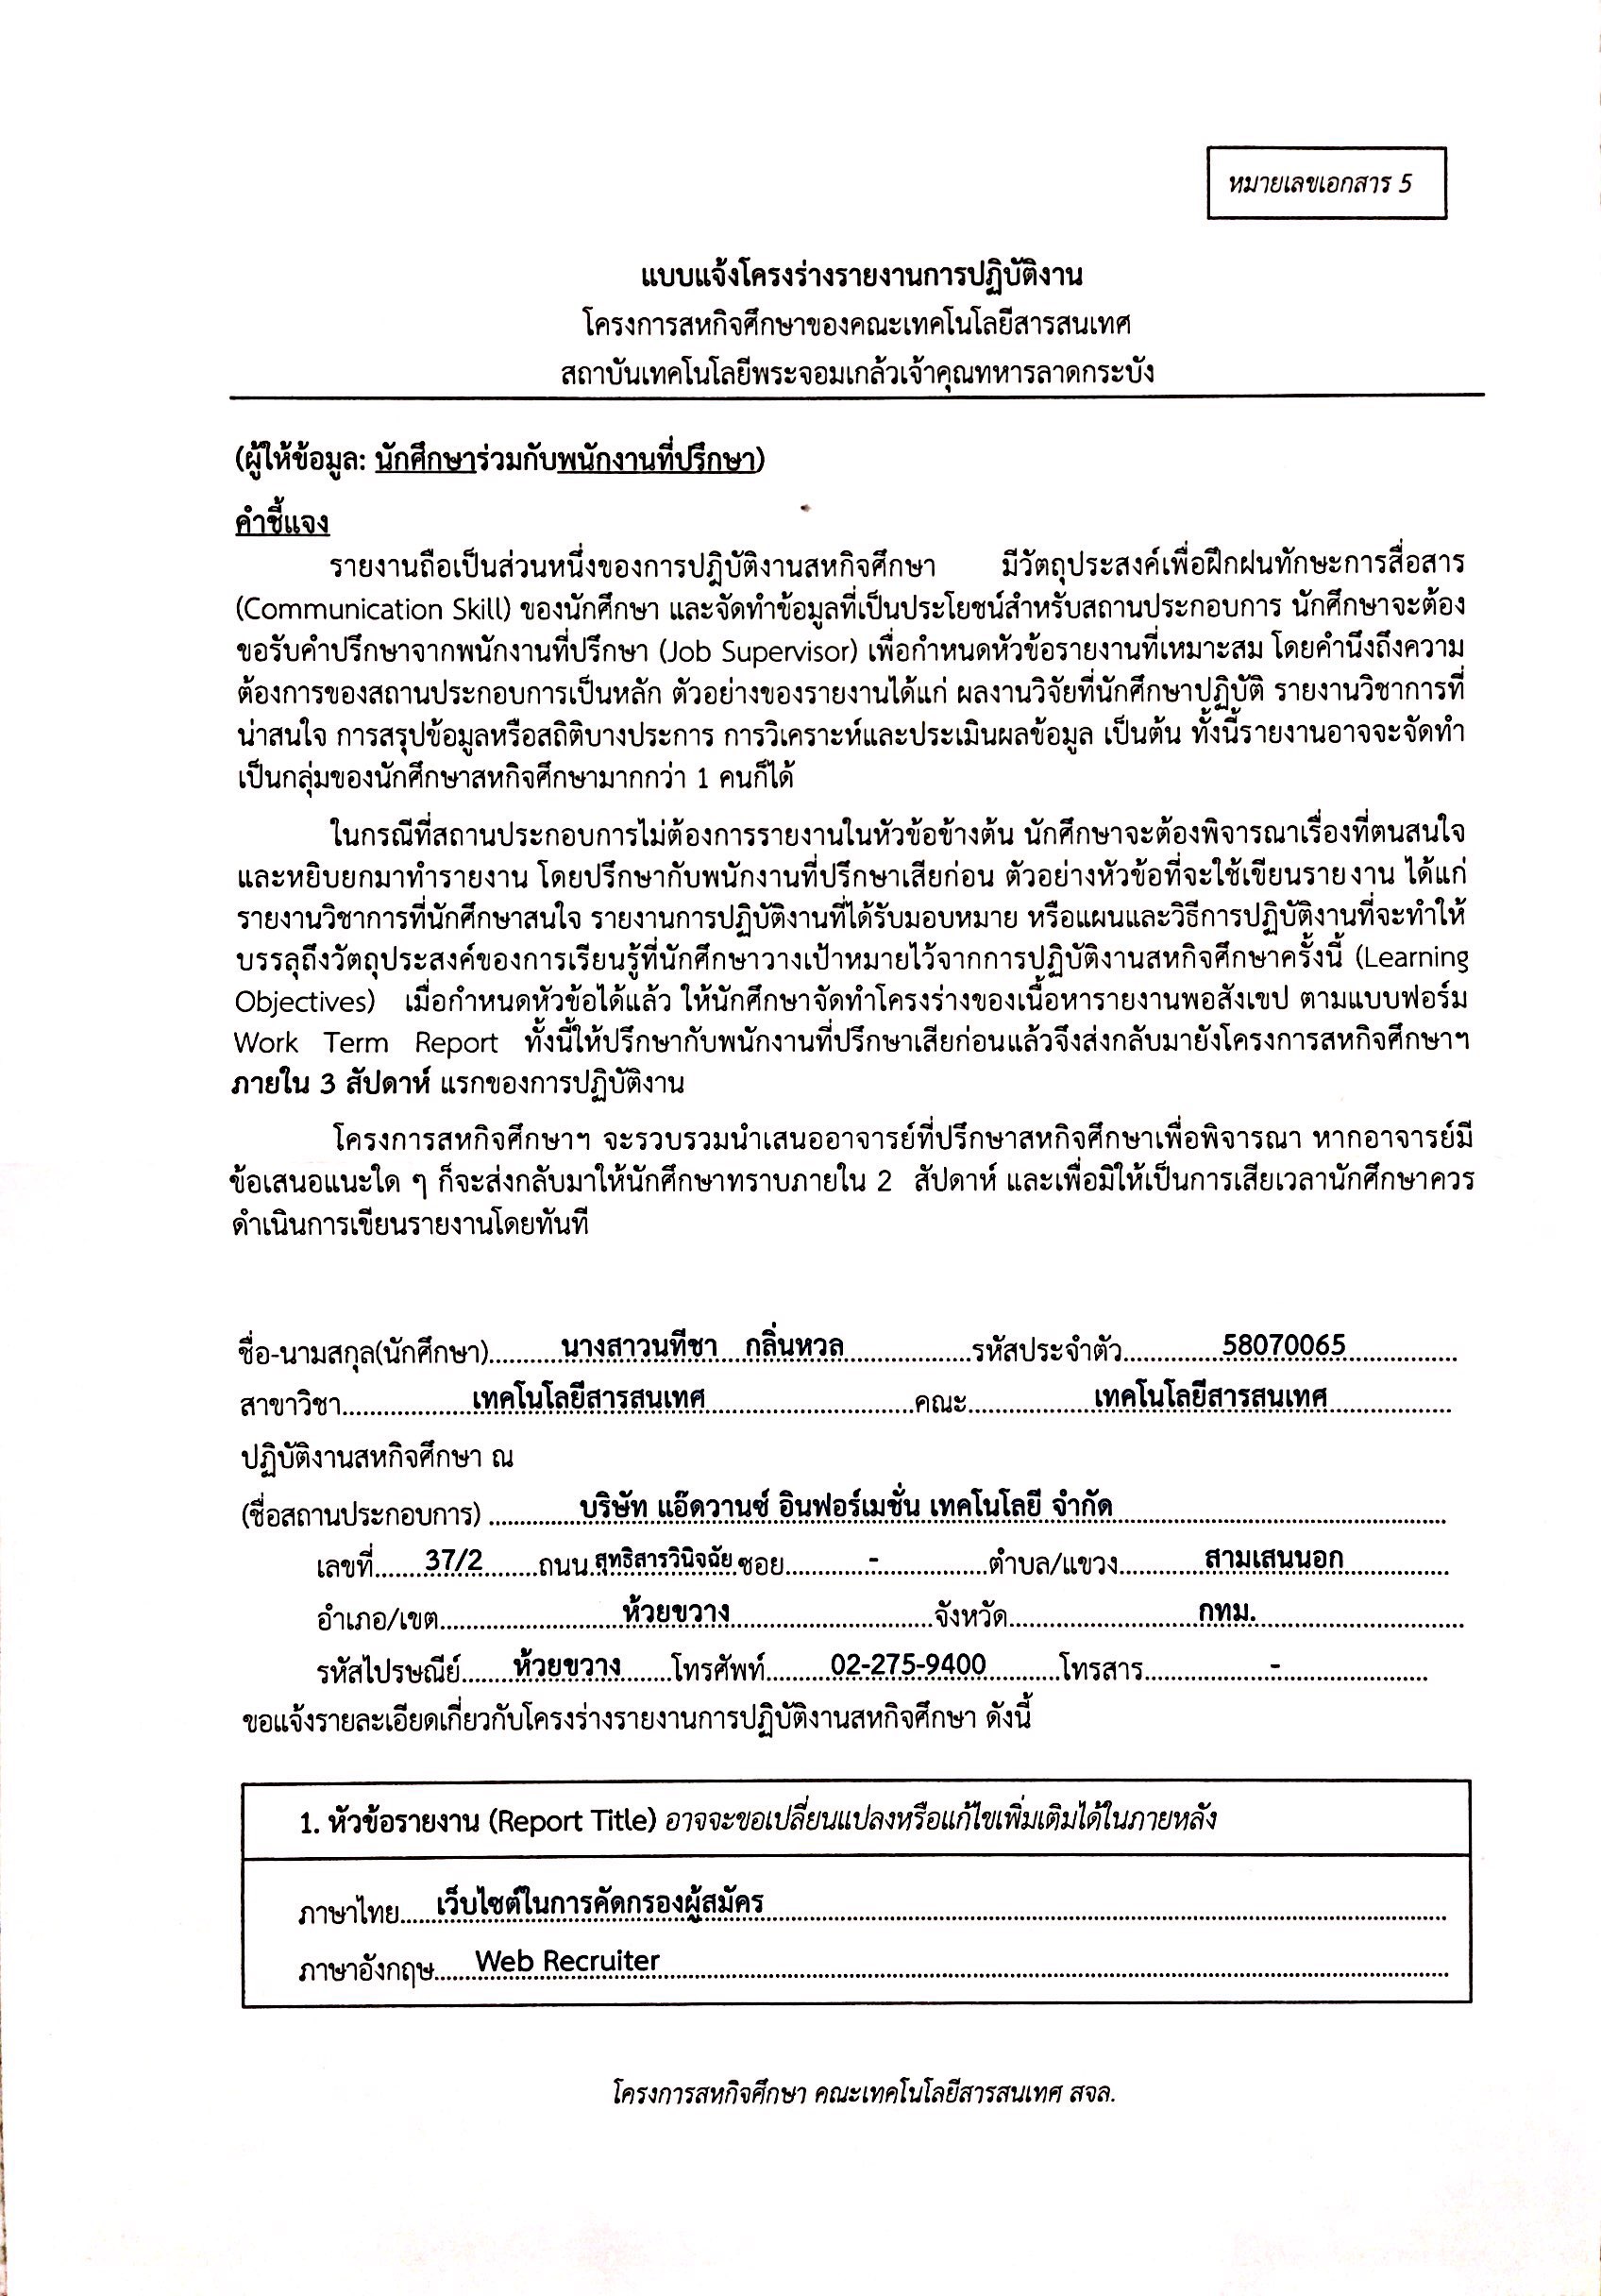 หมายเลขเอกสาร 5
แบบแจ้งโครงร่างรายงานการปฏิบัติงาน
โครงการสหกิจศึกษาของคณะเทคโนโลยีสารสนเทศ
สถาบันเทคโนโลยีพระจอมเกล้าเจ้าคุณทหารลาดกระบัง
(ผู้ให้ข้อมูล: นักศึกษาร่วมกับพนักงานที่ปรึกษา)
คำชี้แจง
รายงานถือเป็นส่วนหนึ่งของการปฏิบัติงานสหกิจศึกษา มีวัตถุประสงค์เพื่อฝึกฝนทักษะการสื่อสาร
(Communication Skill) ของนักศึกษา และจัดทำข้อมูลที่เป็นประโยชน์สำหรับสถานประกอบการ นักศึกษาจะต้อง
ขอรับคำปรึกษาจากพนักงานที่ปรึกษา (Job Supervisor) เพื่อกำหนดหัวข้อรายงานที่เหมาะสม โดยคำนึงถึงความ
ต้องการของสถานประกอบการเป็นหลัก ตัวอย่างของรายงานได้แก่ ผลงานวิจัยที่นักศึกษาปฏิบัติ รายงานวิชาการที่
น่าสนใจ การสรุปข้อมูลหรือสถิติบางประการ การวิเคราะห์และประเมินผลข้อมูล เป็นต้น ทั้งนี้รายงานอาจจะจัดทำ
เป็นกลุ่มของนักศึกษาสหกิจศึกษามากกว่า 1 คนก็ได้
ในกรณีที่สถานประกอบการไม่ต้องการรายงานในหัวข้อข้างต้น นักศึกษาจะต้องพิจารณาเรื่องที่ตนสนใจ
และหยิบยกมาทำรายงาน โดยปรึกษากับพนักงานที่ปรึกษาเสียก่อน ตัวอย่างหัวข้อที่จะใช้เขียนรายงาน ได้แก่
รายงานวิชาการที่นักศึกษาสนใจ รายงานการปฏิบัติงานที่ได้รับมอบหมาย หรือแผนและวิธีการปฏิบัติงานที่จะทำให้
บรรลุถึงวัตถุประสงค์ของการเรียนรู้ที่นักศึกษาวางเป้าหมายไว้จากการปฏิบัติงานสหกิจศึกษาครั้งนี้ (Learning
Objectives) เมื่อกำหนดหัวข้อได้แล้ว ให้นักศึกษาจัดทำโครงร่างของเนื้อหารายงานพอสังเขป ตามแบบฟอร์ม
Work Term Report ทั้งนี้ให้ปรึกษากับพนักงานที่ปรึกษาเสียก่อนแล้วจึงส่งกลับมายังโครงการสหกิจศึกษาฯ
ภายใน 3 สัปดาห์ แรกของการปฏิบัติงาน
โครงการสหกิจศึกษาฯ จะรวบรวมนำเสนออาจารย์ที่ปรึกษาสหกิจศึกษาเพื่อพิจารณา หากอาจารย์มี
ข้อเสนอแนะใด ๆ ก็จะส่งกลับมาให้นักศึกษาทราบภายใน 2 สัปดาห์ และเพื่อมิให้เป็นการเสียเวลานักศึกษาควร
ดำเนินการเขียนรายงานโดยทันที
ชื่อ-นามสกุล(นักศึกษา)...........นางสาวนทีชา กลิ่นหวล...........รหัสประจำตัว...........58070065...........
สาขาวิชา...........เทคโนโลยีสารสนเทศ...........คณะ...........เทคโนโลยีสารสนเทศ...........
ปฏิบัติงานสหกิจศึกษา ณ
(ชื่อสถานประกอบการ) ...........บริษัท แอ๊ดวานซ์ อินฟอร์เมชั่น เทคโนโลยี จำกัด...........
เลขที่.......37/2.......ถนน.สุทธิสารวินิจฉัย.ซอย...........-...........ตำบล/แขวง...........สามเสนนอก...........
อำเภอ/เขต...........ห้วยขวาง...........จังหวัด...........กทม...........
รหัสไปรษณีย์.......ห้วยขวาง.......โทรศัพท์.........02-275-9400.........โทรสาร...........-...........
ขอแจ้งรายละเอียดเกี่ยวกับโครงร่างรายงานการปฏิบัติงานสหกิจศึกษา ดังนี้
1. หัวข้อรายงาน (Report Title) อาจจะขอเปลี่ยนแปลงหรือแก้ไขเพิ่มเติมได้ในภายหลัง
ภาษาไทย......เว็บไซต์ในการคัดกรองผู้สมัคร...........
ภาษาอังกฤษ......Web Recruiter...........
โครงการสหกิจศึกษา คณะเทคโนโลยีสารสนเทศ สจล.